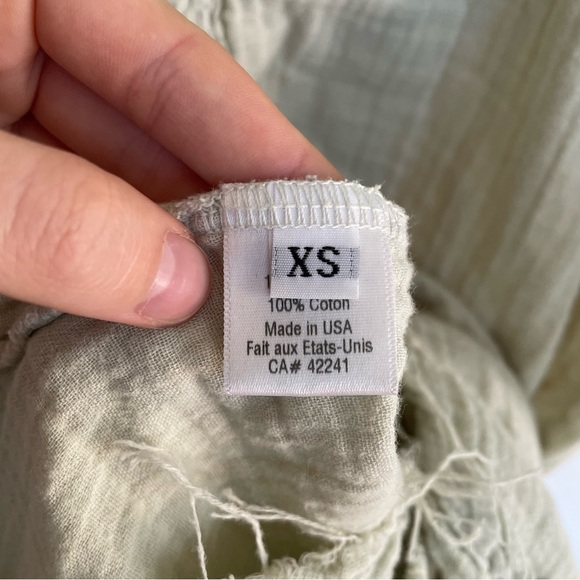 XS
100% Coton
Made in USA
Fait aux Etats-Unis
CA# 42241